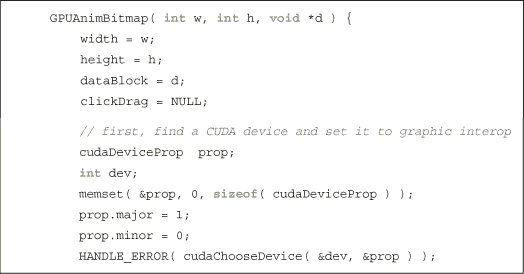 GPUAnimBitmap( int w, int h, void *d ) {
width = w;
height = h;
dataBlock = d;
clickDrag = NULL;
// first, find a CUDA device and set it to graphic interop
cudaDeviceProp  prop;
int dev;
memset( &prop, 0, sizeof( cudaDeviceProp ) );
prop.major = 1;
prop.minor = 0;
HANDLE_ERROR( cudaChooseDevice( &dev, &prop ) );